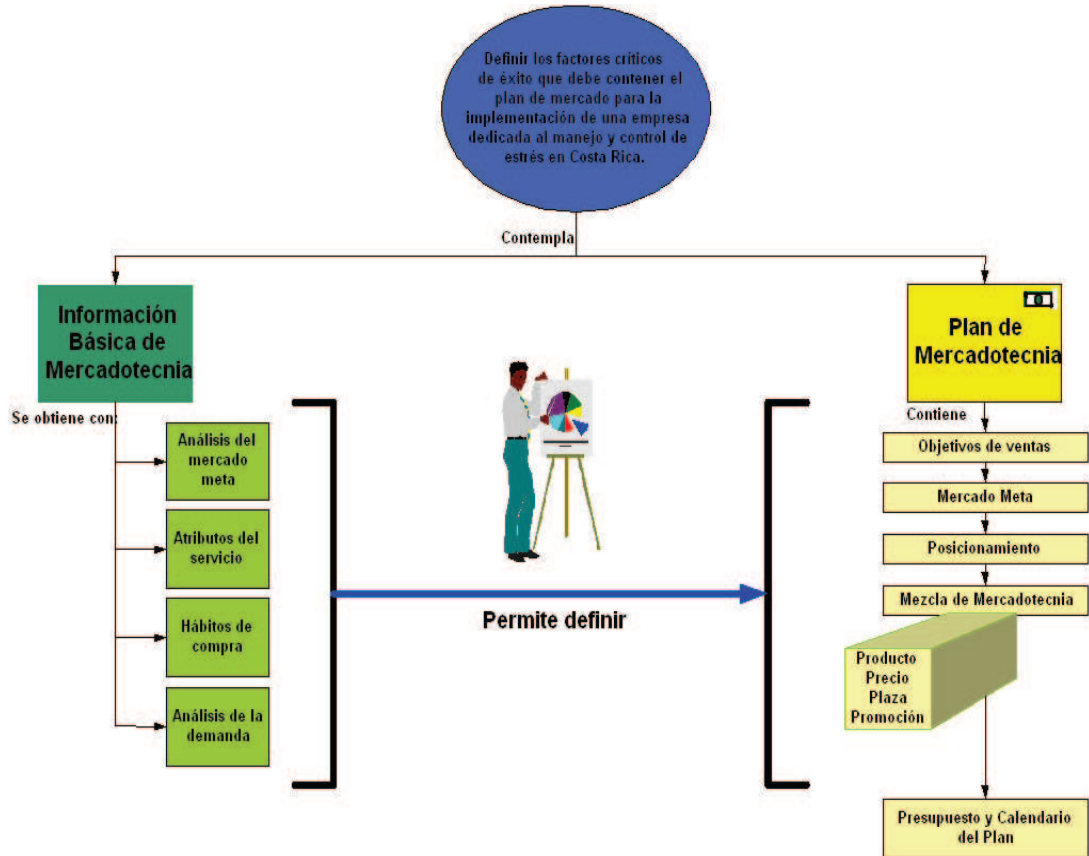 Definir los factores críticos
de éxito que debe contener el
plan de mercado para la
implementación de una empresa
dedicada al manejo y control de
estrés en Costa Rica.
Contempla
Información
Básica de
Mercadotecnia
Se obtiene con:
Análisis del
mercado
meta
Atributos del
servicio
Hábitos de
compra
Análisis de la
demanda
Permite definir
Plan de
Mercadotecnia
Contiene
Objetivos de ventas
Mercado Meta
Posicionamiento
Mezcla de Mercadotecnia
Producto
Precio
Plaza
Promoción
Presupuesto y Calendario
del Plan